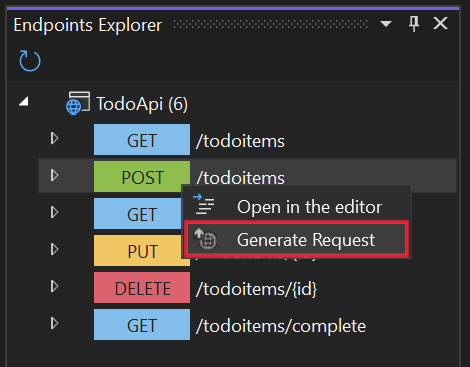 Endpoints Explorer
TodoApi (6)
GET /todoitems
POST /todoitems
Open in the editor
GET
Generate Request
PUT
DELETE /todoitems/{id}
GET /todoitems/complete